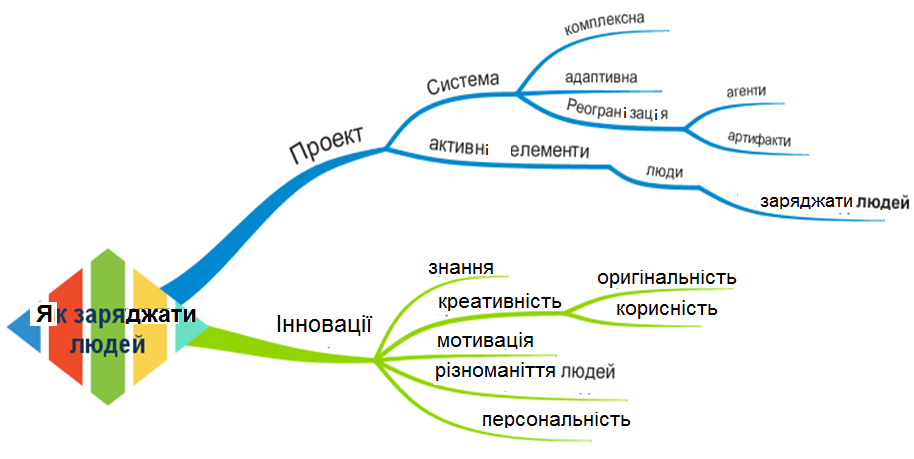 Як заряджати
людей
Проект
Система
комплексна
адаптивна
Реогранізація
агенти
артифакти
активні елементи
люди
заряджати людей
Інновації
знання
креативність
оригінальність
корисність
мотивація
різноманіття людей
персональність